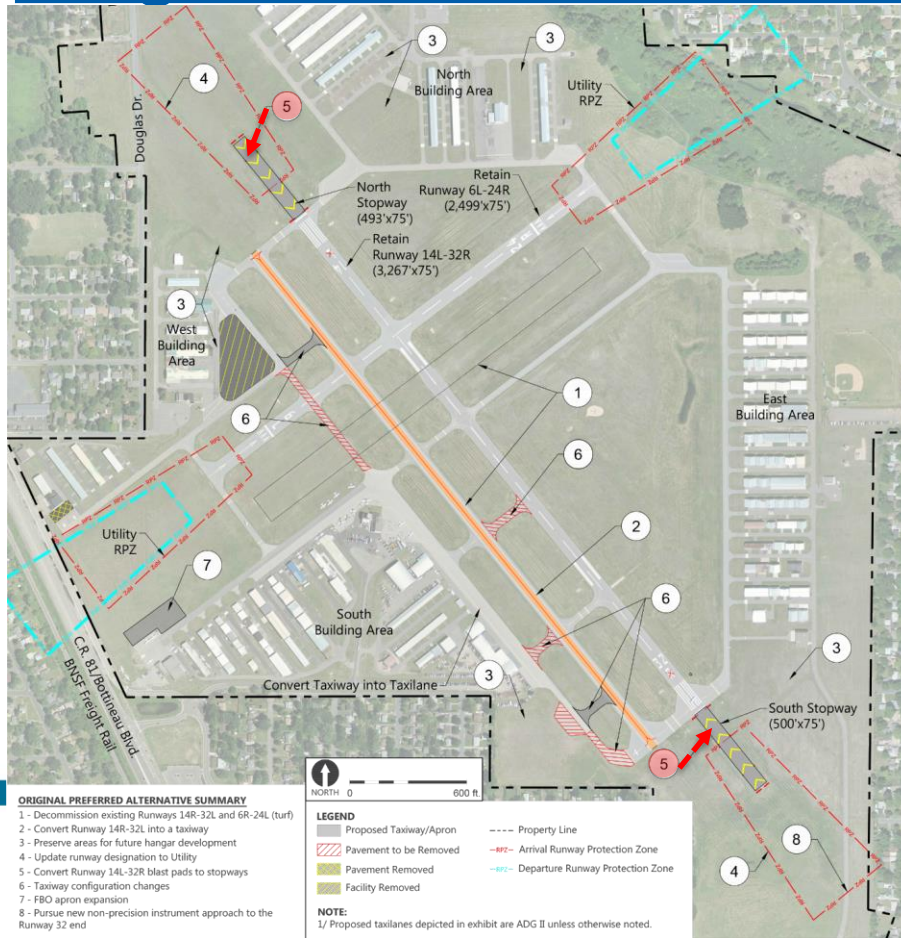 3
3
North
Building Area
4
5
Utility
RPZ
Douglas Dr.
North
Stopway
(493'x75')
Retain
Runway 6L-24R
(2,499'x75')
Retain
Runway 14L-32R
(3,267'x75')
3
West
Building
Area
6
1
East
Building Area
6
2
Utility
RPZ
7
6
South
Building Area
C.R. 81/Bottineau Blvd.
BNSF Freight Rail
Convert Taxiway into Taxilane
3
3
South Stopway
(500'x75')
5
4
8
NORTH
0 600 ft.
ORIGINAL PREFERRED ALTERNATIVE SUMMARY
1 - Decommission existing Runways 14R-32L and 6R-24L (turf)
2 - Convert Runway 14R-32L into a taxiway
3 - Preserve areas for future hangar development
4 - Update runway designation to Utility
5 - Convert Runway 14L-32R blast pads to stopways
6 - Taxiway configuration changes
7 - FBO apron expansion
8 - Pursue new non-precision instrument approach to the
Runway 32 end
LEGEND
Proposed Taxiway/Apron
Pavement to be Removed
Pavement Removed
Facility Removed
Property Line
-RPZ- Arrival Runway Protection Zone
-RPZ- Departure Runway Protection Zone
NOTE:
1/ Proposed taxilanes depicted in exhibit are ADG II unless otherwise noted.